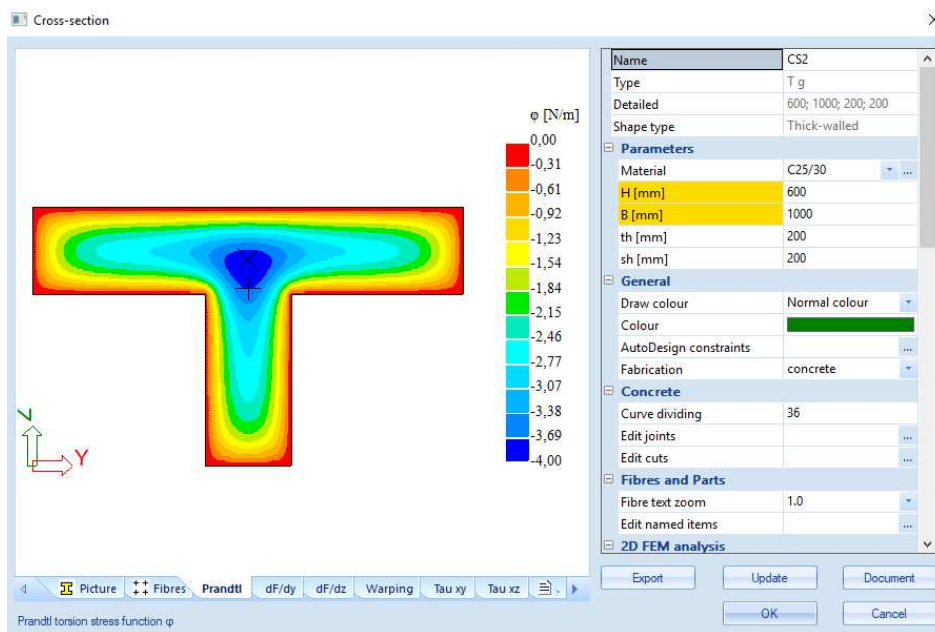 Cross-section
φ [N/m]
0,00
-0,31
-0,61
-0,92
-1,23
-1,54
-1,84
-2,15
-2,46
-2,77
-3,07
-3,38
-3,69
-4,00
Z
Y
Picture Fibres Prandtl dF/dy dF/dz Warping Tau xy Tau xz
Prandtl torsion stress function φ
Name CS2
Type T g
Detailed 600; 1000; 200; 200
Shape type Thick-walled
Parameters
Material C25/30 ...
H [mm] 600
B [mm] 1000
th [mm] 200
sh [mm] 200
General
Draw colour Normal colour
Colour
AutoDesign constraints ...
Fabrication concrete
Concrete
Curve dividing 36
Edit joints ...
Edit cuts ...
Fibres and Parts
Fibre text zoom 1.0
Edit named items ...
2D FEM analysis
Export Update Document
OK Cancel